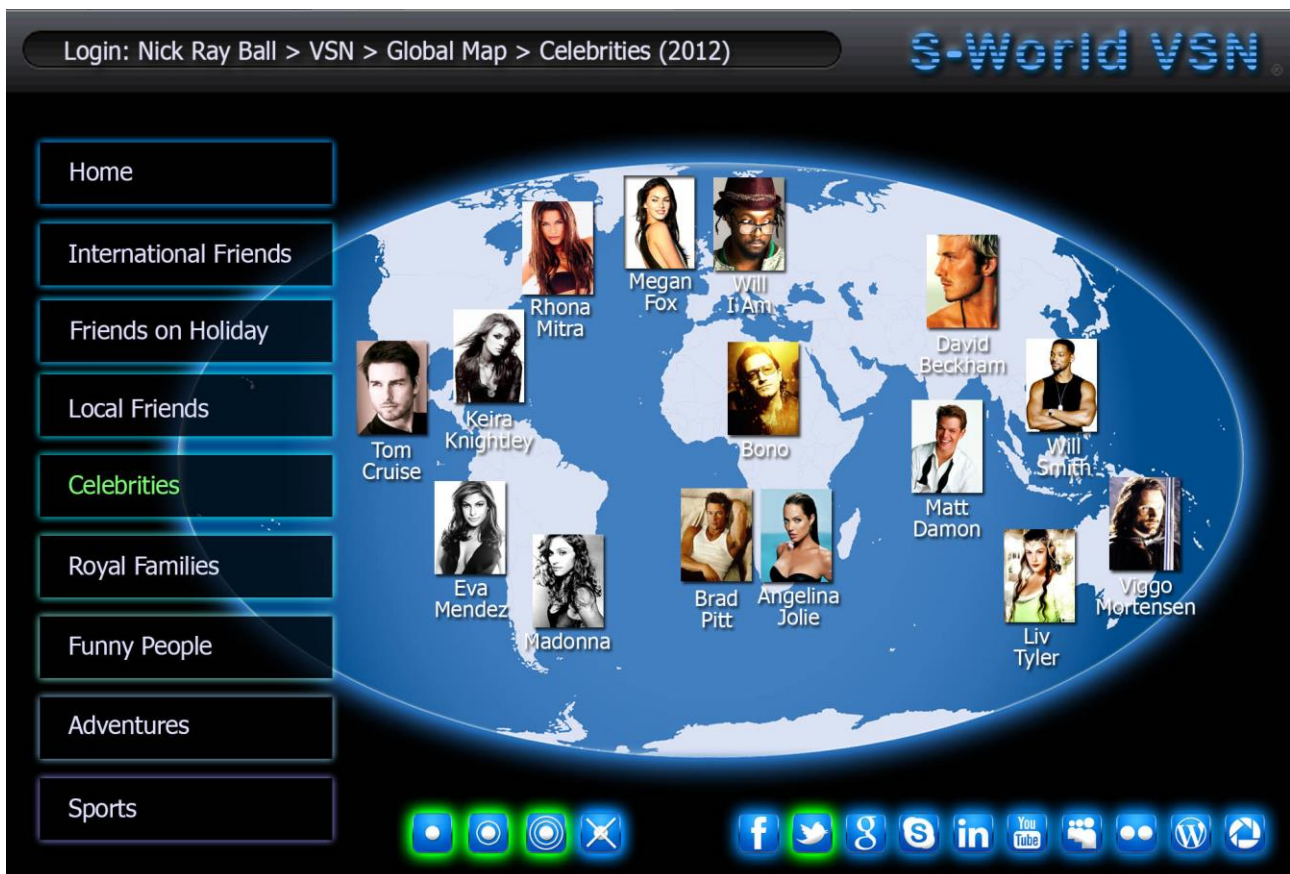 Login: Nick Ray Ball > VSN > Global Map > Celebrities (2012)
S-World VSN
®
Home
International Friends
Friends on Holiday
Local Friends
Celebrities
Royal Families
Funny People
Adventures
Sports
Rhona
Mitra
Megan
Fox
Will
I Am
David
Beckham
Tom
Cruise
Keira
Knightley
Bono
Will
Smith
Matt
Damon
Eva
Mendez
Madonna
Brad
Pitt
Angelina
Jolie
Liv
Tyler
Viggo
Mortensen
f
g
S
in
You
Tube
W